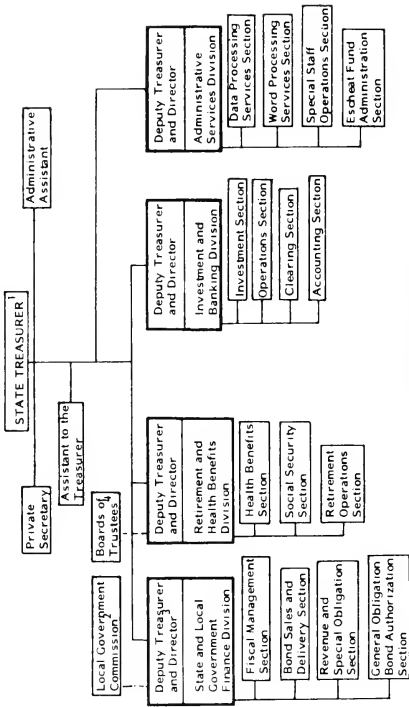 STATE TREASURER¹
Private
Secretary
Administrative
Assistant
Assistant to the
Treasurer
Local Government
Commission
Boards of
Trustees⁴
Deputy Treasurer
and Director³
State and Local
Government
Finance Division
Fiscal Management
Section
Bond Sales and
Delivery Section
Revenue and
Special Obligation
Section
General Obligation
Bond Authorization
Section
Deputy Treasurer
and Director
Retirement and
Health Benefits
Division
Health Benefits
Section
Social Security
Section
Retirement
Operations
Section
Deputy Treasurer
and Director
Investment and
Banking Division
Investment Section
Operations Section
Clearing Section
Accounting Section
Deputy Treasurer
and Director
Administrative
Services Division
Data Processing
Services Section
Word Processing
Services Section
Special Staff
Operations Section
Escheat Fund
Administration
Section